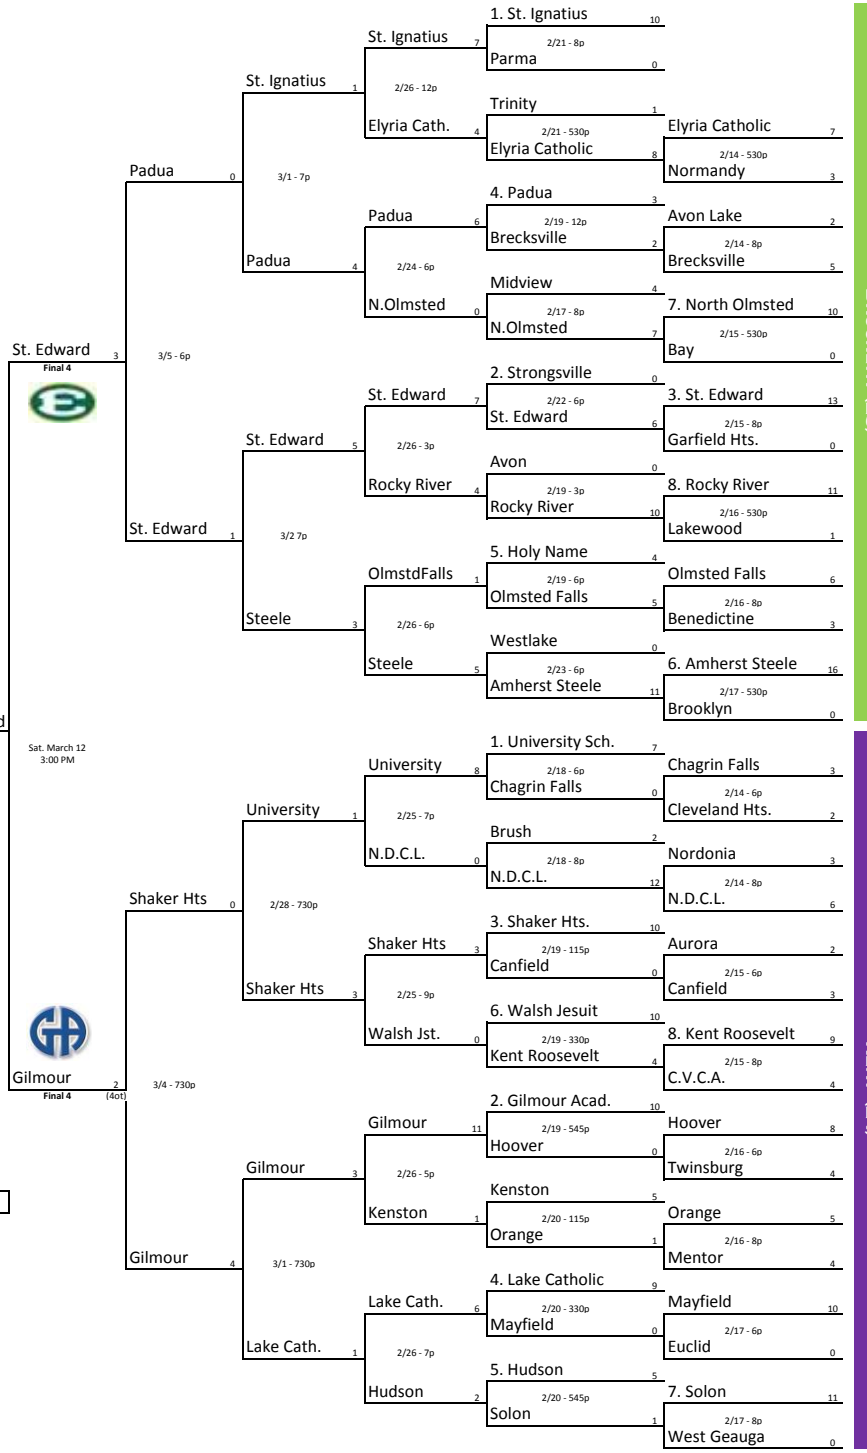 1. St. Ignatius 10
St. Ignatius 7
2/21 - 8p
Parma 0
St. Ignatius 1
2/26 - 12p
Trinity 1
Elyria Cath. 4
2/21 - 530p
Elyria Catholic 7
Elyria Catholic 8
2/14 - 530p
Padua 0
3/1 - 7p
Normandy 3
4. Padua 3
Padua 6
2/19 - 12p
Avon Lake 2
Brecksville 2
2/14 - 8p
Padua 4
2/24 - 6p
Brecksville 5
Midview 4
N.Olmsted 0
2/17 - 8p
7. North Olmsted 10
N.Olmsted 7
2/15 - 530p
St. Edward 3
3/5 - 6p
Bay 0
Final 4
E
2. Strongsville 0
St. Edward 7
2/22 - 6p
3. St. Edward 13
St. Edward 6
2/15 - 8p
St. Edward 5
2/26 - 3p
Garfield Hts. 0
Avon 0
Rocky River 4
2/19 - 3p
8. Rocky River 11
Rocky River 10
2/16 - 530p
St. Edward 1
3/2 7p
Lakewood 1
5. Holy Name 4
OlmstdFalls 1
2/19 - 6p
Olmsted Falls 6
Olmsted Falls 5
2/16 - 8p
Steele 3
2/26 - 6p
Benedictine 3
Westlake 0
Steele 5
2/23 - 6p
6. Amherst Steele 16
Amherst Steele 11
2/17 - 530p
Brooklyn 0
d
Sat. March 12
3:00 PM
1. University Sch. 7
University 8
2/18 - 6p
Chagrin Falls 3
Chagrin Falls 0
2/14 - 6p
University 1
2/25 - 7p
Cleveland Hts. 2
Brush 2
N.D.C.L. 0
2/18 - 8p
Nordonia 3
N.D.C.L. 12
2/14 - 8p
Shaker Hts 0
2/28 - 730p
N.D.C.L. 6
3. Shaker Hts. 10
Shaker Hts 3
2/19 - 115p
Aurora 2
Canfield 0
2/15 - 6p
Shaker Hts 3
2/25 - 9p
Canfield 3
6. Walsh Jesuit 10
GA
Walsh Jst. 0
2/19 - 330p
8. Kent Roosevelt 9
Kent Roosevelt 4
2/15 - 8p
Gilmour 2
3/4 - 730p
C.V.C.A. 4
Final 4
(4ot)
2. Gilmour Acad. 10
Gilmour 11
2/19 - 545p
Hoover 8
Hoover 0
2/16 - 6p
Gilmour 3
2/26 - 5p
Twinsburg 4
Kenston 5
Kenston 1
2/20 - 115p
Orange 5
Orange 1
2/16 - 8p
Gilmour 4
3/1 - 730p
Mentor 4
4. Lake Catholic 9
Lake Cath. 6
2/20 - 330p
Mayfield 10
Mayfield 0
2/17 - 6p
Lake Cath. 1
2/26 - 7p
Euclid 0
5. Hudson 5
Hudson 2
2/20 - 545p
7. Solon 11
Solon 1
2/17 - 8p
West Geauga 0